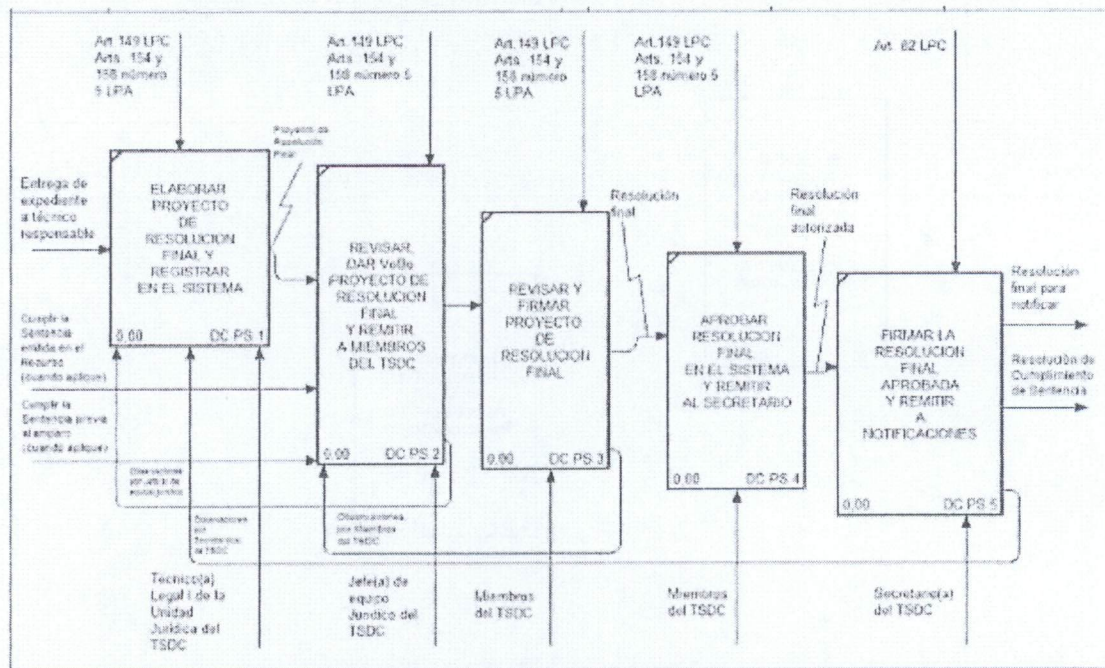 Art. 149 LPC
Arts. 154 y
158 número
5 LPA
Art. 149 LPC
Arts. 154 y
158 número 5
LPA
Art. 149 LPC
Arts. 154 y
158 número
5 LPA
Art. 149 LPC
Arts. 154 y
158 número 5
LPA
Art. 82 LPC
Proyecto de
Resolución
Final
Entrega de
expediente
a técnico
responsable
ELABORAR
PROYECTO
DE
RESOLUCION
FINAL Y
REGISTRAR
EN EL SISTEMA
0.00 DC PS 1
REVISAR,
DAR VoBo
PROYECTO DE
RESOLUCION
FINAL
Y REMITIR
A MIEMBROS
DEL TSDC
0.00 DC PS 2
REVISAR Y
FIRMAR
PROYECTO
DE
RESOLUCION
FINAL
0.00 DC PS 3
Resolución
final
APROBAR
RESOLUCION
FINAL
EN EL SISTEMA
Y REMITIR
AL SECRETARIO
0.00 DC PS 4
Resolución
final
autorizada
FIRMAR LA
RESOLUCION
FINAL
APROBADA
Y REMITIR
A
NOTIFICACIONES
0.00 DC PS 5
Resolución
final para
notificar
Resolución de
Cumplimiento
de Sentencia
Cumplir la
Sentencia
emitida en el
Recurso
(cuando aplique)
Cumplir la
Sentencia previa
al amparo
(cuando aplique)
Observaciones
por
de TSDC
Observaciones
por Miembros
del TSDC
Técnico(a)
Legal I de la
Unidad
Jurídica del
TSDC
Jefe(a) de
equipo
Jurídico del
TSDC
Miembros
del TSDC
Miembros
del TSDC
Secretario(a)
del TSDC